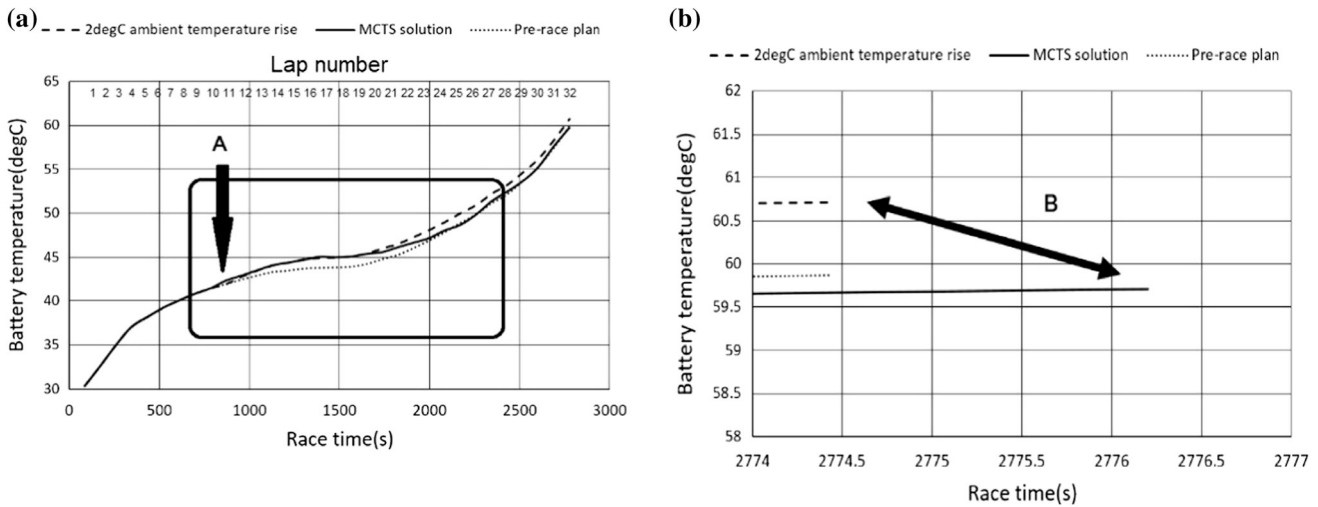 (a)
2degC ambient temperature rise MCTS solution Pre-race plan
Lap number
1 2 3 4 5 6 7 8 9 10 11 12 13 14 15 16 17 18 19 20 21 22 23 24 25 26 27 28 29 30 31 32
65
60
55
50
45
40
35
30
Battery temperature(degC)
A
0 500 1000 1500 2000 2500 3000
Race time(s)
(b)
2degC ambient temperature rise MCTS solution Pre-race plan
62
61.5
61
60.5
60
59.5
59
58.5
58
Battery temperature(degC)
B
2774 2774.5 2775 2775.5 2776 2776.5 2777
Race time(s)